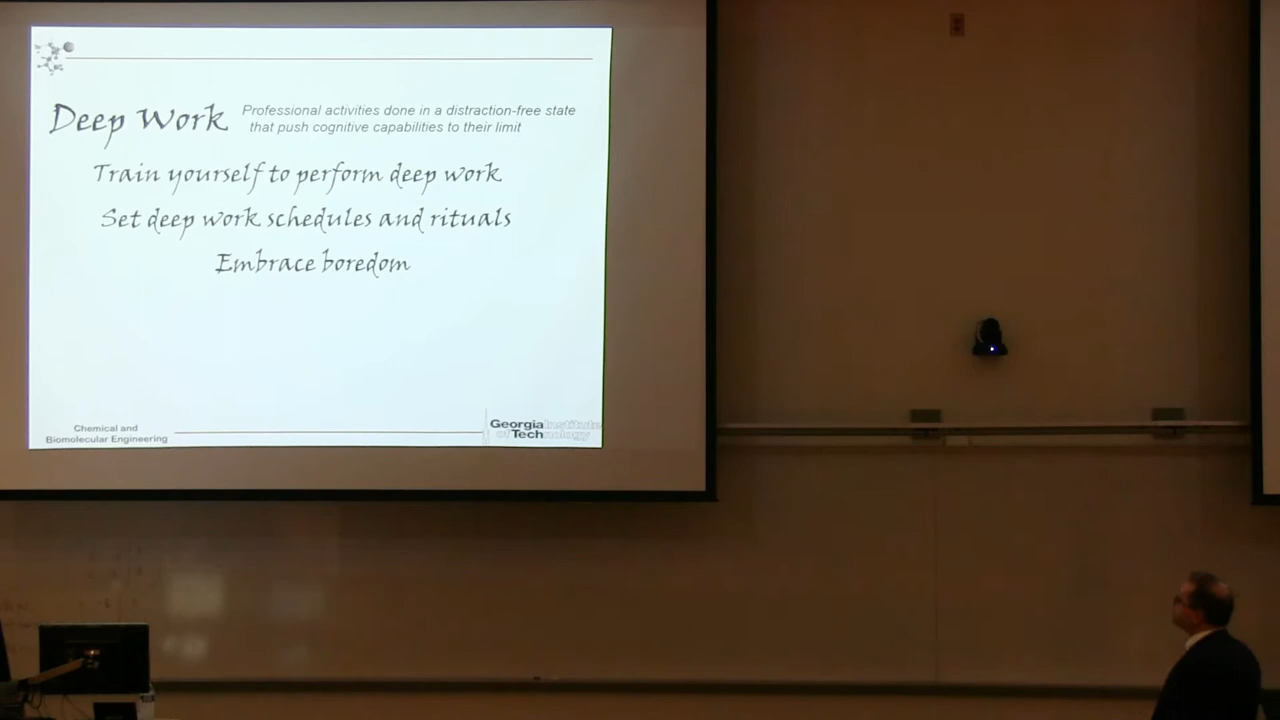 Deep Work
Professional activities done in a distraction-free state
that push cognitive capabilities to their limit
Train yourself to perform deep work
Set deep work schedules and rituals
Embrace boredom
Chemical and
Biomolecular Engineering
Georgia Institute
of Technology